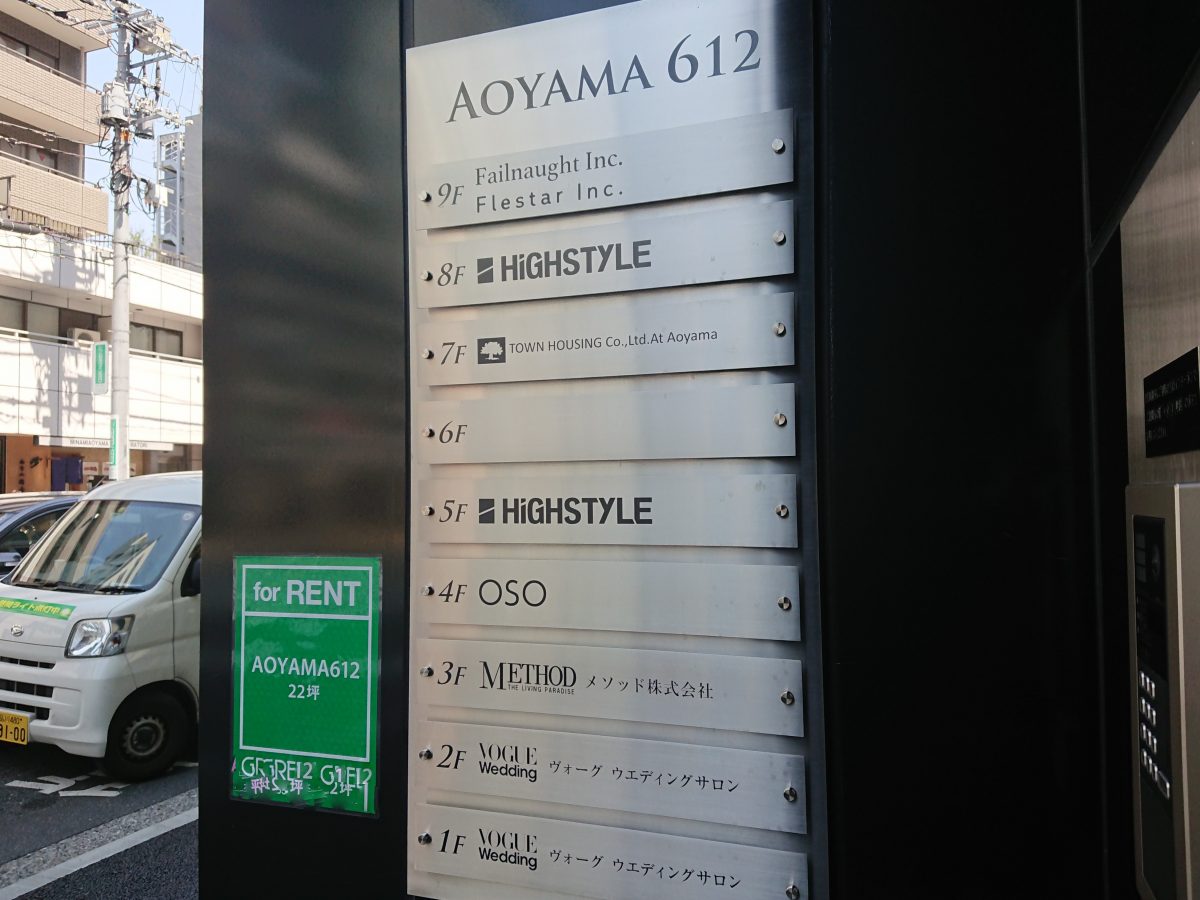 AOYAMA 612
9F Failnaught Inc.
Flestar Inc.
8F HiGHSTYLE
7F TOWN HOUSING Co.,Ltd.At Aoyama
6F
5F HiGHSTYLE
4F OSO
3F METHOD メソッド株式会社
THE LIVING PARADISE
2F VOGUE Wedding ヴォーグ ウエディングサロン
1F VOGUE Wedding ヴォーグ ウエディングサロン
for RENT
AOYAMA612
22坪